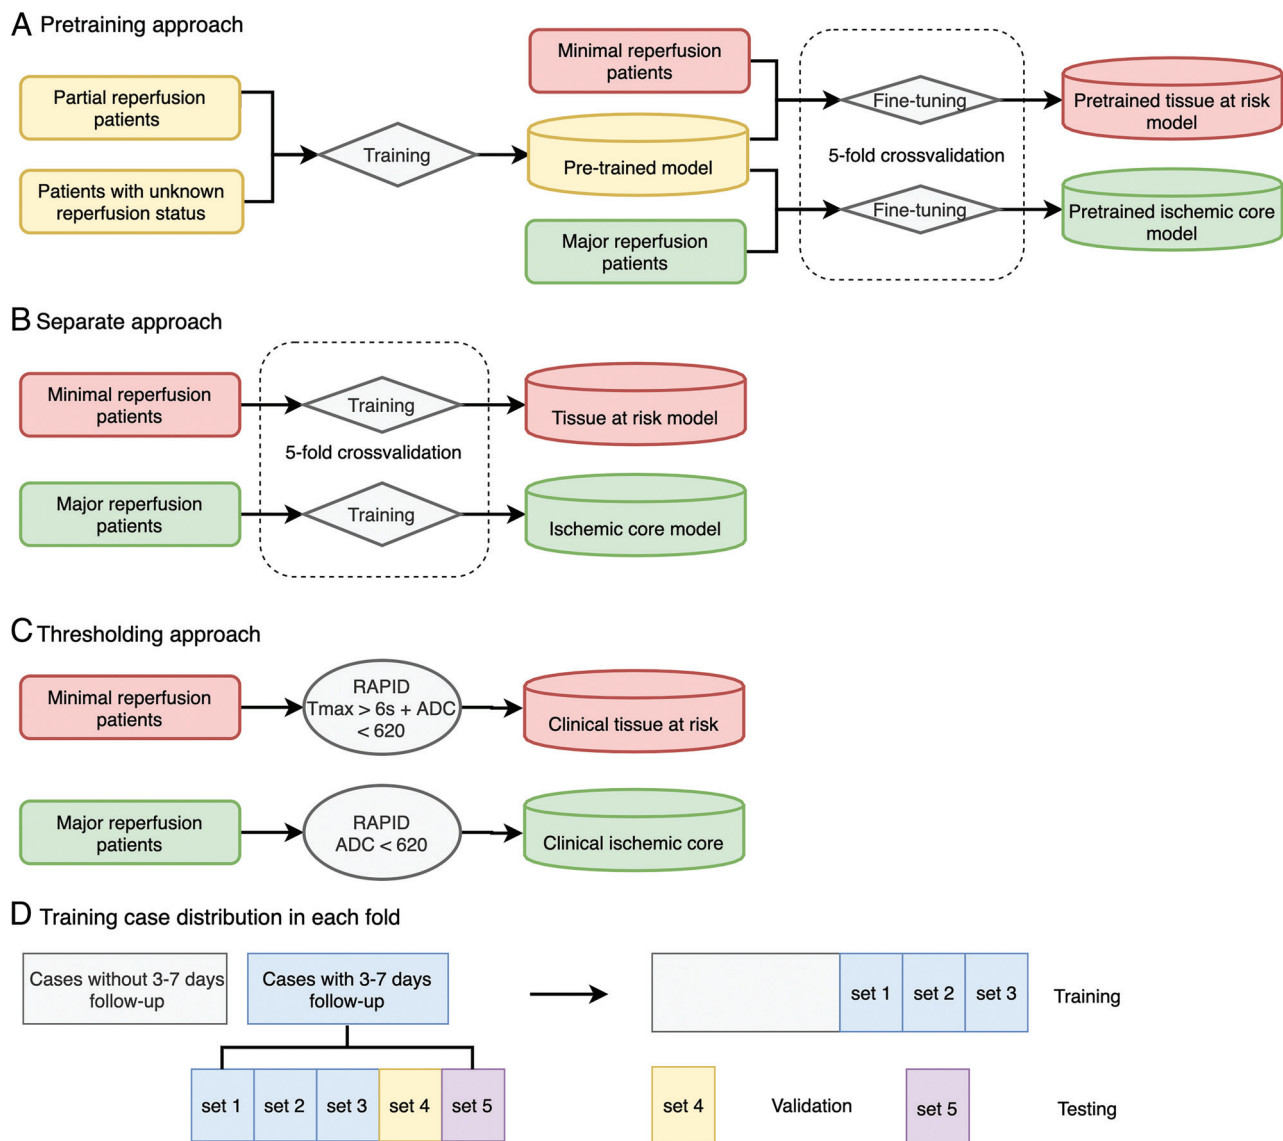 A Pretraining approach
Partial reperfusion
patients
Patients with unknown
reperfusion status
Training
Minimal reperfusion
patients
Pre-trained model
Major reperfusion
patients
Fine-tuning
5-fold crossvalidation
Fine-tuning
Pretrained tissue at risk
model
Pretrained ischemic core
model
B Separate approach
Minimal reperfusion
patients
Training
Tissue at risk model
5-fold crossvalidation
Major reperfusion
patients
Training
Ischemic core model
C Thresholding approach
Minimal reperfusion
patients
RAPID
Tmax > 6s + ADC
< 620
Clinical tissue at risk
Major reperfusion
patients
RAPID
ADC < 620
Clinical ischemic core
D Training case distribution in each fold
Cases without 3-7 days
follow-up
Cases with 3-7 days
follow-up
set 1 set 2 set 3 set 4 set 5
set 1 set 2 set 3 Training
set 4 Validation set 5 Testing